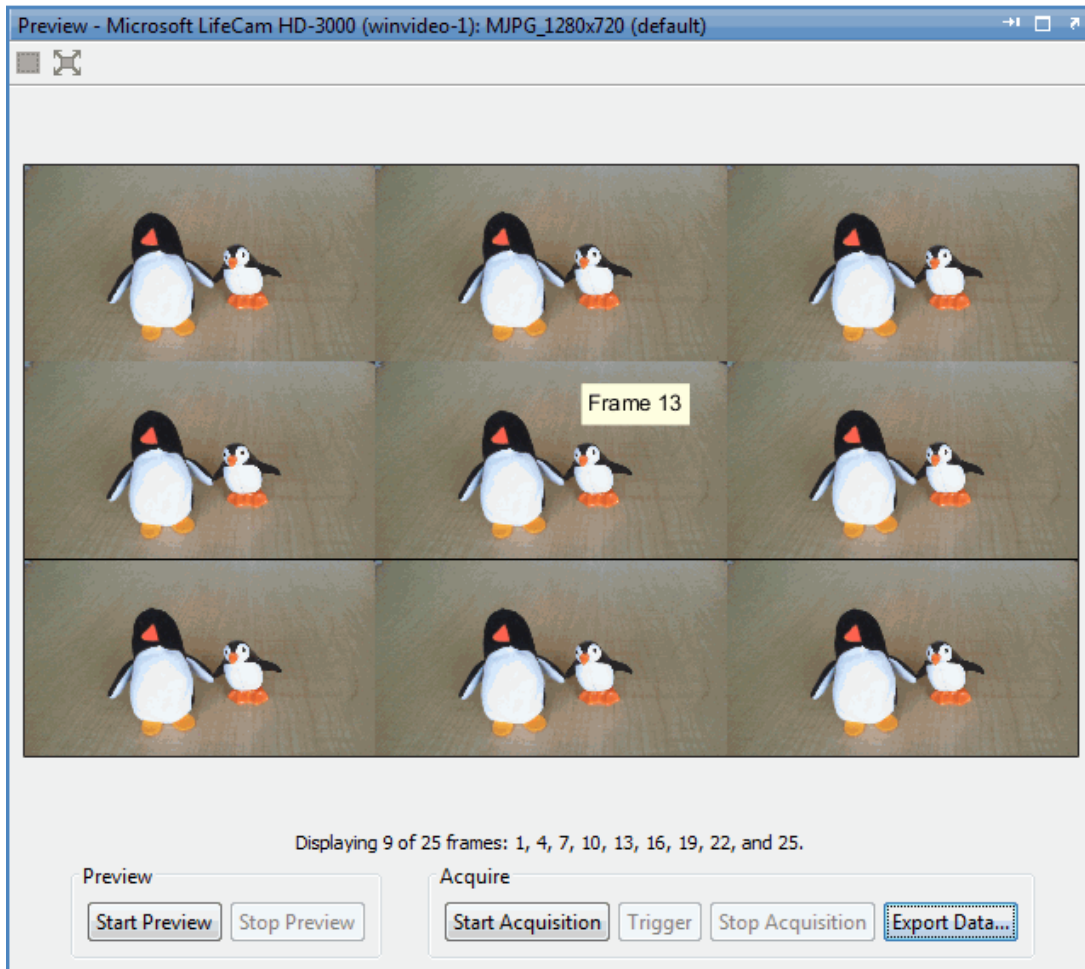 Preview - Microsoft LifeCam HD-3000 (winvideo-1): MJPG_1280x720 (default)
Frame 13
Displaying 9 of 25 frames: 1, 4, 7, 10, 13, 16, 19, 22, and 25.
Preview
Start Preview
Stop Preview
Acquire
Start Acquisition
Trigger
Stop Acquisition
Export Data...